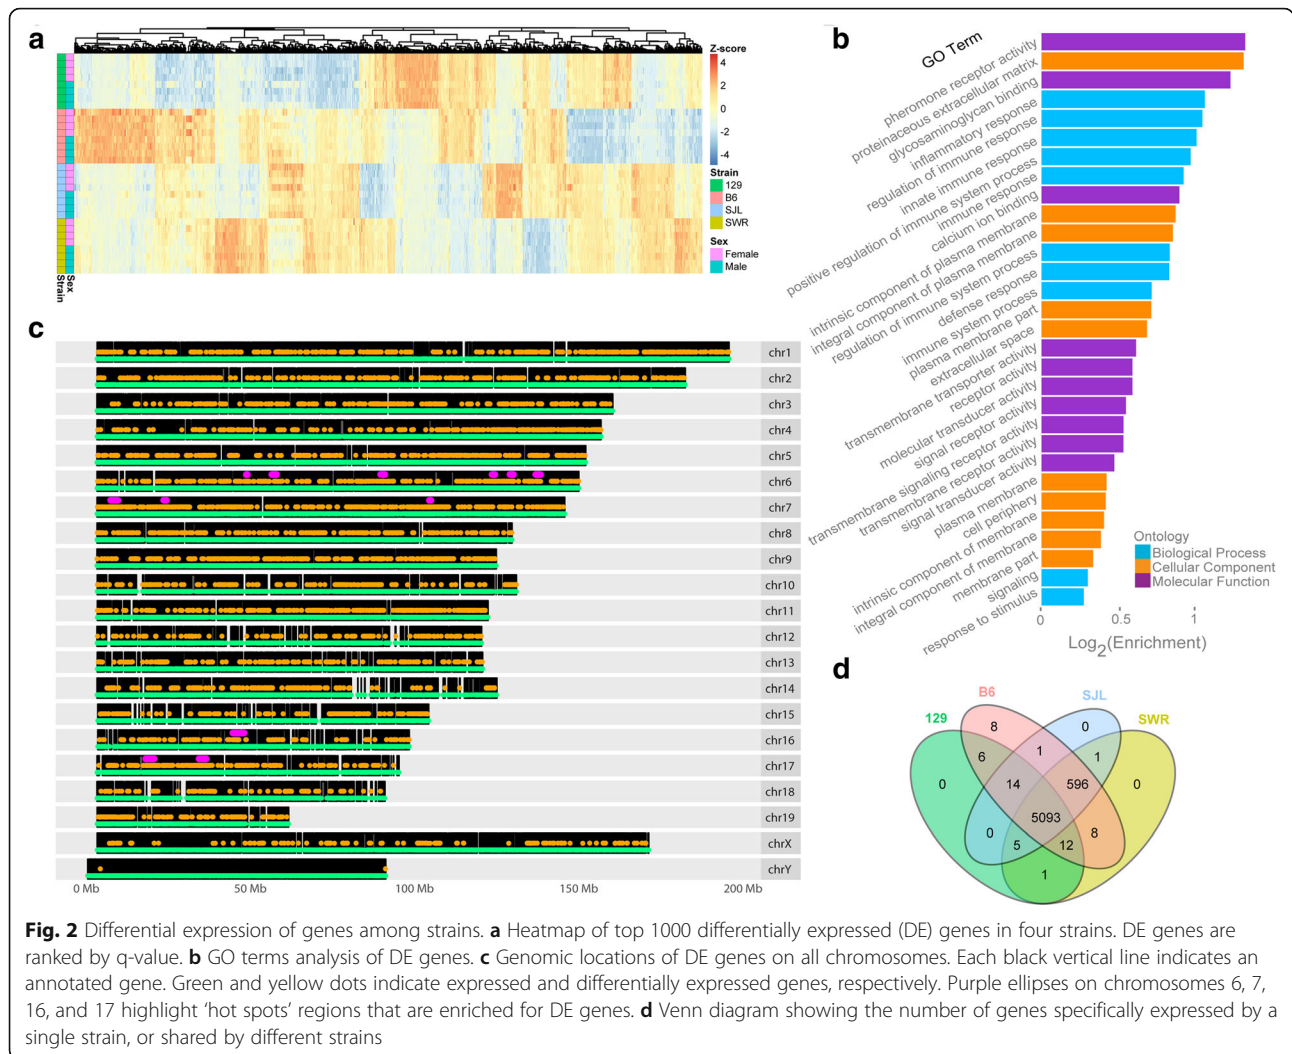 a
Z-score
4
2
0
-2
-4
Strain
129
B6
SJL
SWR
Sex
Female
Male
Strain
Sex
b
GO Term
pheromone receptor activity
proteinaceous extracellular matrix
glycosaminoglycan binding
inflammatory response
regulation of immune response
innate immune response
positive regulation of immune system process
immune response
calcium ion binding
intrinsic component of plasma membrane
integral component of plasma membrane
regulation of immune system process
defense response
immune system process
plasma membrane part
extracellular space
transmembrane transporter activity
receptor activity
molecular transducer activity
signal receptor activity
transmembrane signaling receptor activity
transmembrane receptor activity
signal transducer activity
plasma membrane
cell periphery
intrinsic component of membrane
integral component of membrane
membrane part
signaling
response to stimulus
Ontology
Biological Process
Cellular Component
Molecular Function
0
0.5
1
Log2(Enrichment)
c
chr1
chr2
chr3
chr4
chr5
chr6
chr7
chr8
chr9
chr10
chr11
chr12
chr13
chr14
chr15
chr16
chr17
chr18
chr19
chrX
chrY
0 Mb
50 Mb
100 Mb
150 Mb
200 Mb
d
B6
SJL
129
SWR
8
0
6
1
1
0
14
596
0
5093
0
5
12
8
1
Fig. 2 Differential expression of genes among strains. a Heatmap of top 1000 differentially expressed (DE) genes in four strains. DE genes are
ranked by q-value. b GO terms analysis of DE genes. c Genomic locations of DE genes on all chromosomes. Each black vertical line indicates an
annotated gene. Green and yellow dots indicate expressed and differentially expressed genes, respectively. Purple ellipses on chromosomes 6, 7,
16, and 17 highlight ‘hot spots’ regions that are enriched for DE genes. d Venn diagram showing the number of genes specifically expressed by a
single strain, or shared by different strains